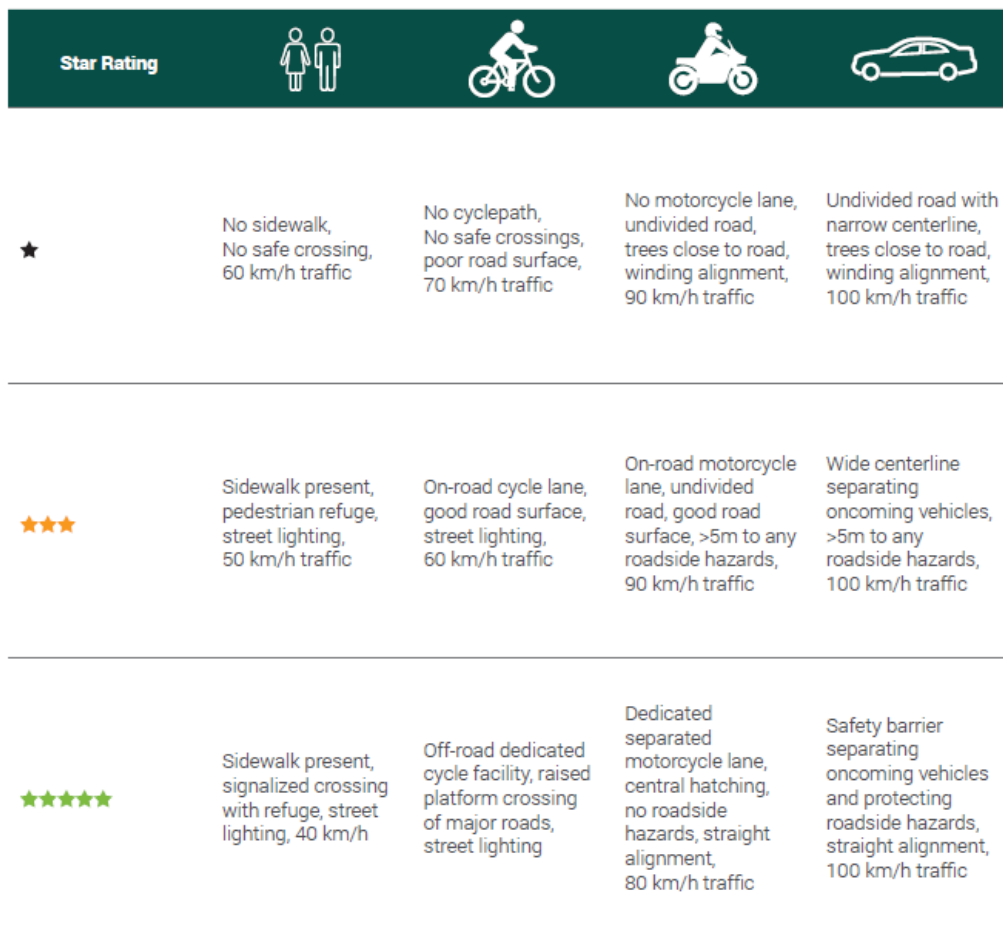 Star Rating
No sidewalk,
No safe crossing,
60 km/h traffic
No cyclepath,
No safe crossings,
poor road surface,
70 km/h traffic
No motorcycle lane,
undivided road,
trees close to road,
winding alignment,
90 km/h traffic
Undivided road with
narrow centerline,
trees close to road,
winding alignment,
100 km/h traffic
Sidewalk present,
pedestrian refuge,
street lighting,
50 km/h traffic
On-road cycle lane,
good road surface,
street lighting,
60 km/h traffic
On-road motorcycle
lane, undivided
road, good road
surface, >5m to any
roadside hazards,
90 km/h traffic
Wide centerline
separating
oncoming vehicles,
>5m to any
roadside hazards,
100 km/h traffic
Sidewalk present,
signalized crossing
with refuge, street
lighting, 40 km/h
Off-road dedicated
cycle facility, raised
platform crossing
of major roads,
street lighting
Dedicated
separated
motorcycle lane,
central hatching,
no roadside
hazards, straight
alignment,
80 km/h traffic
Safety barrier
separating
oncoming vehicles
and protecting
roadside hazards,
straight alignment,
100 km/h traffic